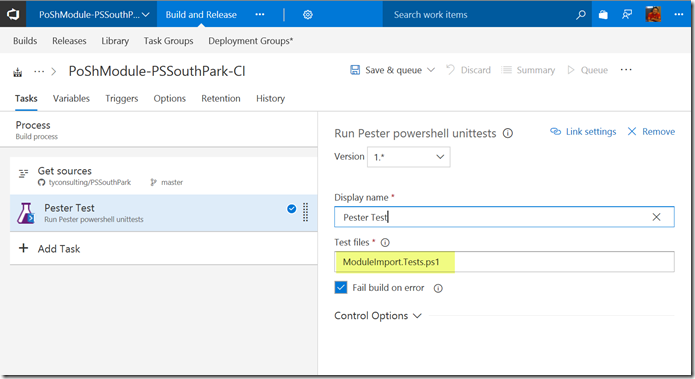 PoShModule-PSSouthP... Build and Release ... Search work items
Builds Releases Library Task Groups Deployment Groups*
... > PoShModule-PSSouthPark-CI Save & queue Discard Summary Queue ...
Tasks Variables Triggers Options Retention History
Process
Build process
Get sources
tyconsulting/PSSouthPark master
Pester Test
Run Pester powershell unittests
+ Add Task
Run Pester powershell unittests Link settings Remove
Version 1.*
Display name *
Pester Test
Test files *
ModuleImport.Tests.ps1
Fail build on error
Control Options